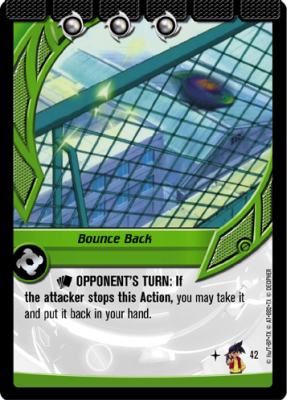 Bounce Back
OPPONENT'S TURN: If
the attacker stops this Action, you may take it
and put it back in your hand.
42